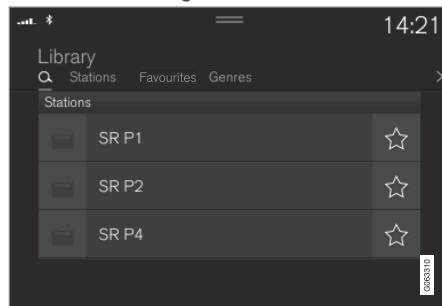 14:21
Library
Stations Favourites Genres
Stations
SR P1
SR P2
SR P4
G063310